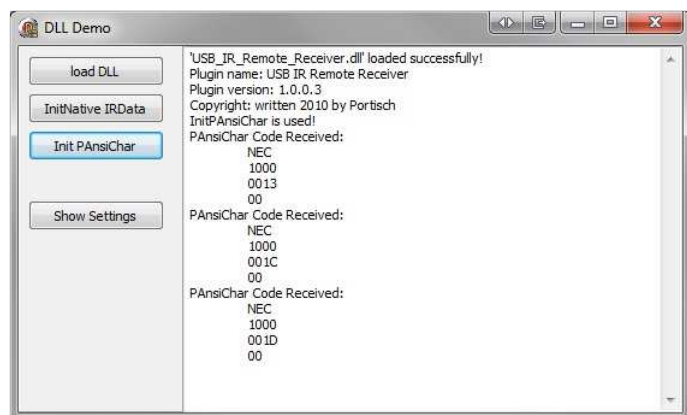 DLL Demo
load DLL
InitNative IRData
Init PAnsiChar
Show Settings
'USB_IR_Remote_Receiver.dll' loaded successfully!
Plugin name: USB IR Remote Receiver
Plugin version: 1.0.0.3
Copyright: written 2010 by Portisch
InitPAnsiChar is used!
PAnsiChar Code Received:
NEC
1000
0013
00
PAnsiChar Code Received:
NEC
1000
001C
00
PAnsiChar Code Received:
NEC
1000
001D
00